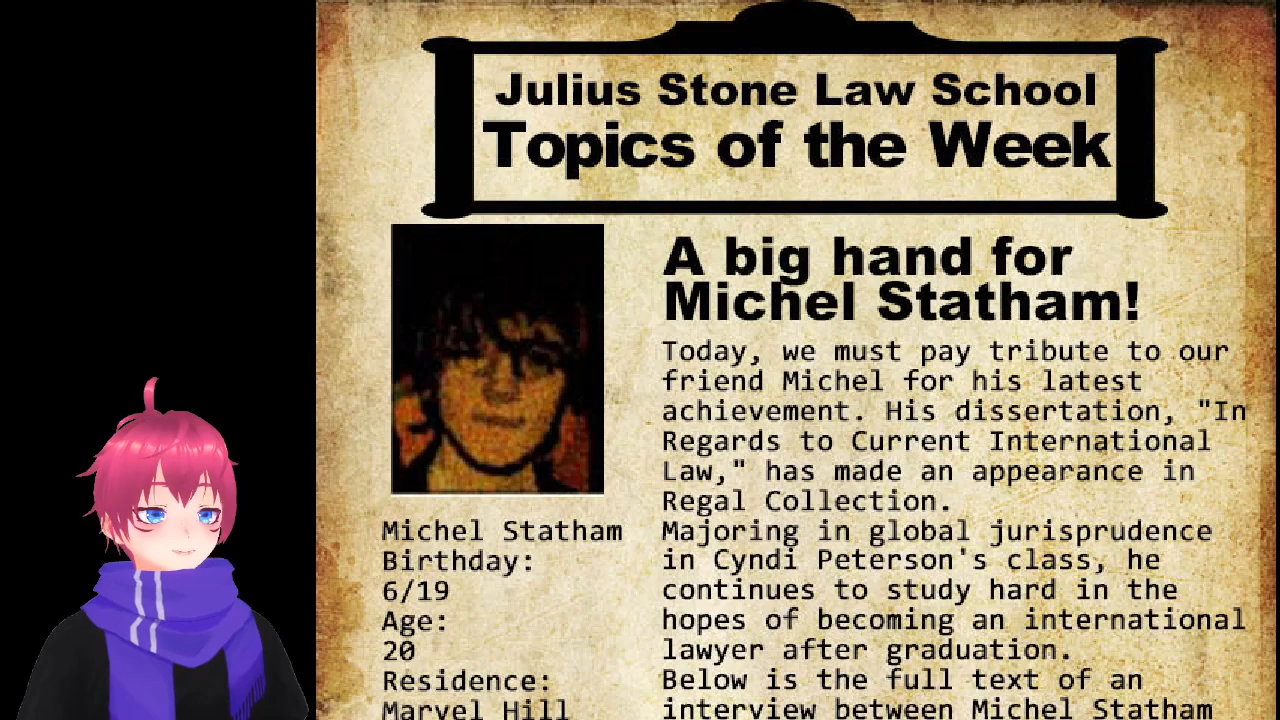 Julius Stone Law School
Topics of the Week
A big hand for
Michel Statham!
Today, we must pay tribute to our
friend Michel for his latest
achievement. His dissertation, "In
Regards to Current International
Law," has made an appearance in
Regal Collection.
Majoring in global jurisprudence
in Cyndi Peterson's class, he
continues to study hard in the
hopes of becoming an international
lawyer after graduation.
Below is the full text of an
interview between Michel Statham
Michel Statham
Birthday:
6/19
Age:
20
Residence:
Marvel Hill